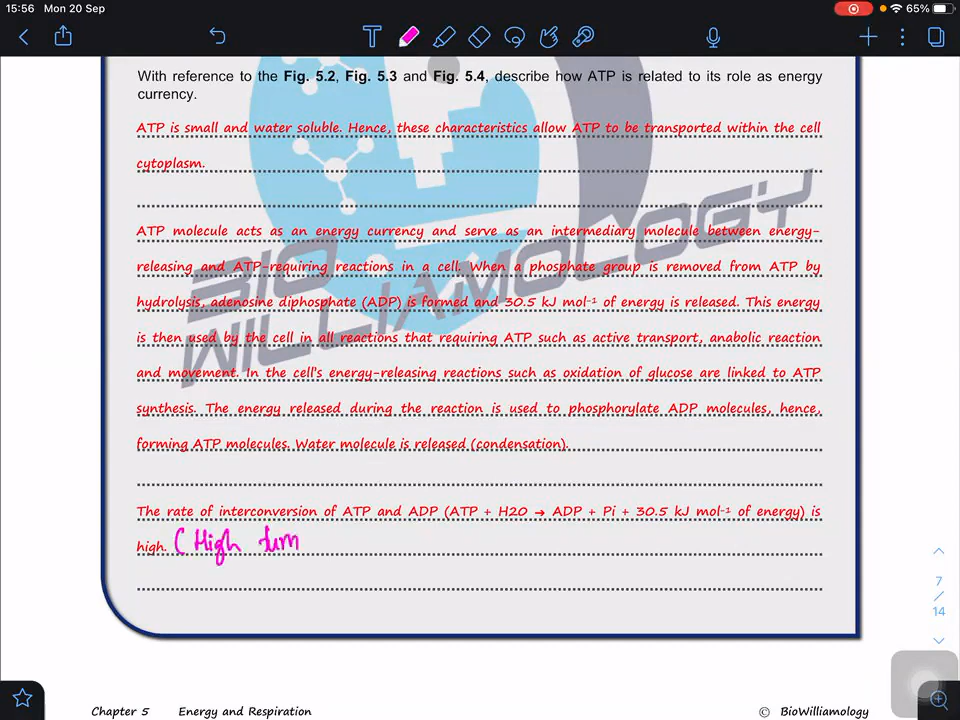 15:56 Mon 20 Sep 65%
With reference to the Fig. 5.2, Fig. 5.3 and Fig. 5.4, describe how ATP is related to its role as energy
currency.
ATP is small and water soluble. Hence, these characteristics allow ATP to be transported within the cell
cytoplasm.
ATP molecule acts as an energy currency and serve as an intermediary molecule between energy-
releasing and ATP-requiring reactions in a cell. When a phosphate group is removed from ATP by
hydrolysis, adenosine diphosphate (ADP) is formed and 30.5 kJ mol⁻¹ of energy is released. This energy
is then used by the cell in all reactions that requiring ATP such as active transport, anabolic reaction
and movement. In the cell's energy-releasing reactions such as oxidation of glucose are linked to ATP
synthesis. The energy released during the reaction is used to phosphorylate ADP molecules, hence,
forming ATP molecules. Water molecule is released (condensation).
The rate of interconversion of ATP and ADP (ATP + H2O → ADP + Pi + 30.5 kJ mol⁻¹ of energy) is
high. (High turn
BIO
WILLIAMOLOGY
7
/
14
Chapter 5 Energy and Respiration © BioWilliamology